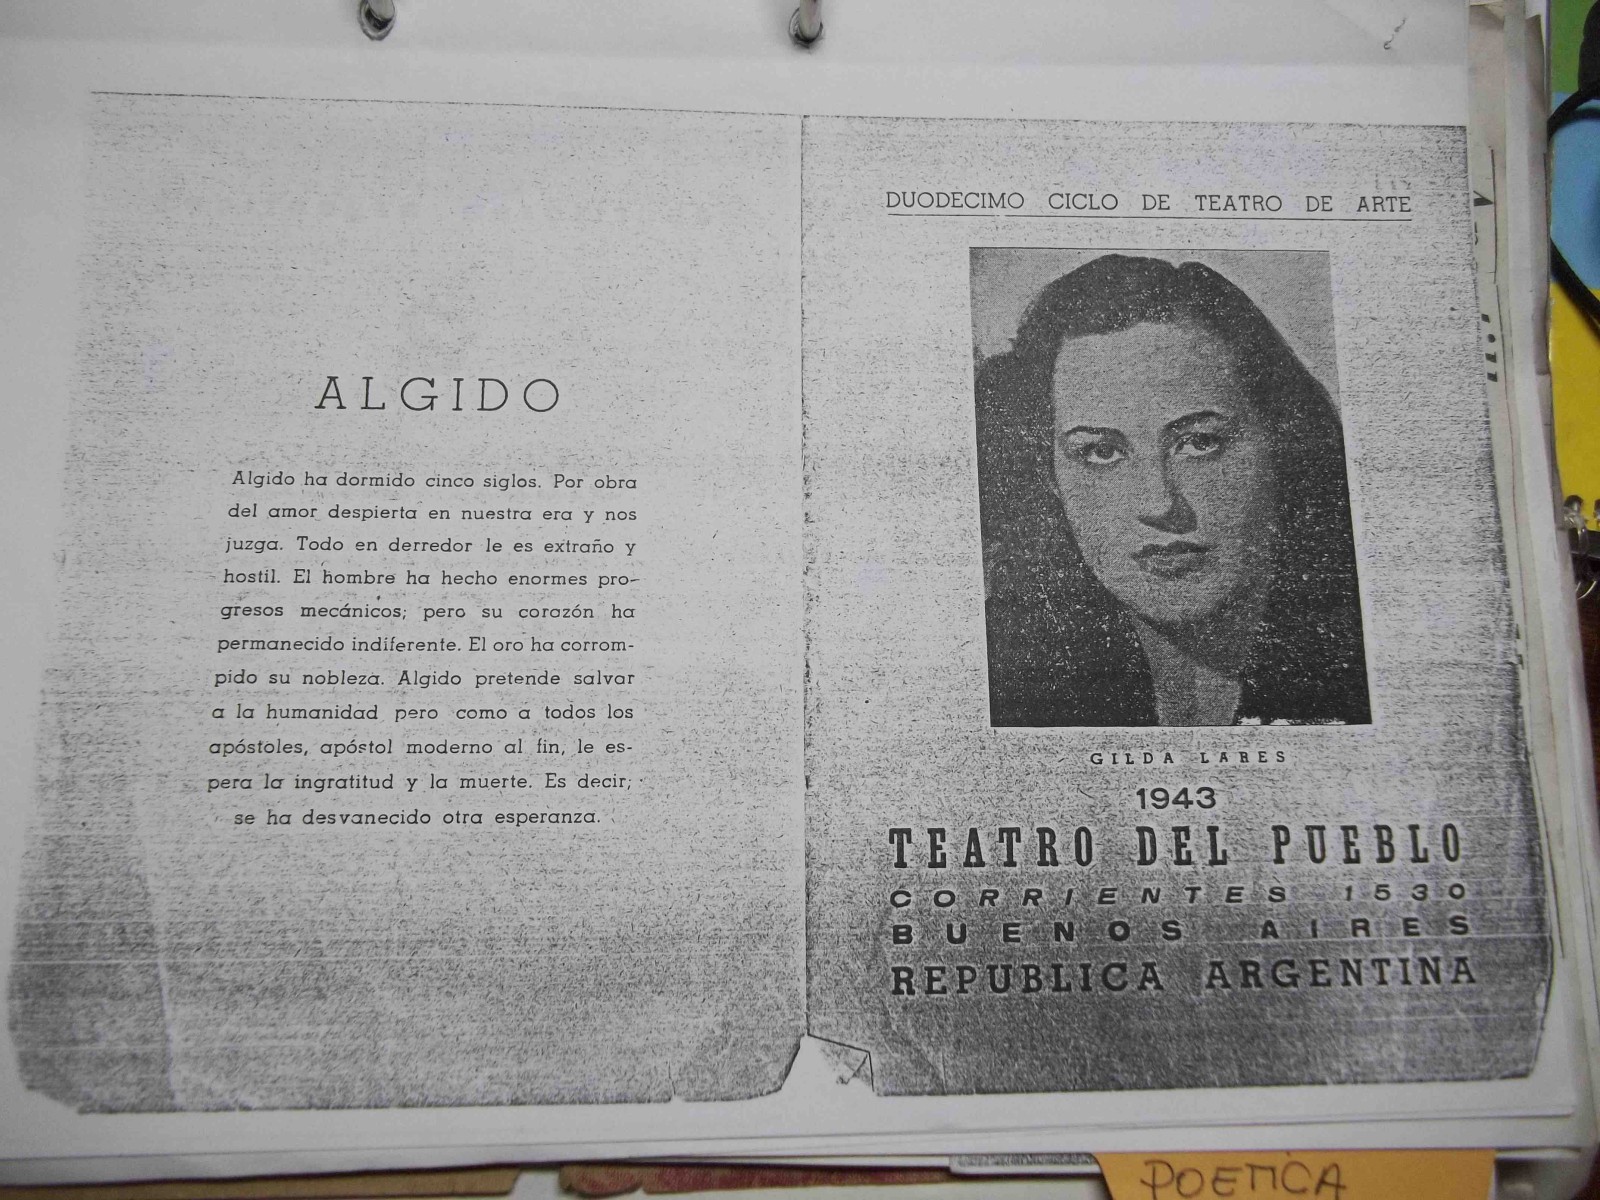 ALGIDO
Algido ha dormido cinco siglos. Por obra
del amor despierta en nuestra era y nos
juzga. Todo en derredor le es extraño y
hostil. El hombre ha hecho enormes pro-
gresos mecánicos; pero su corazón ha
permanecido indiferente. El oro ha corrom-
pido su nobleza. Algido pretende salvar
a la humanidad pero como a todos los
apóstoles, apóstol moderno al fin, le es-
pera la ingratitud y la muerte. Es decir;
se ha desvanecido otra esperanza.
DUODECIMO CICLO DE TEATRO DE ARTE
GILDA LARES
1943
TEATRO DEL PUEBLO
CORRIENTES 1530
BUENOS AIRES
REPUBLICA ARGENTINA
POETICA